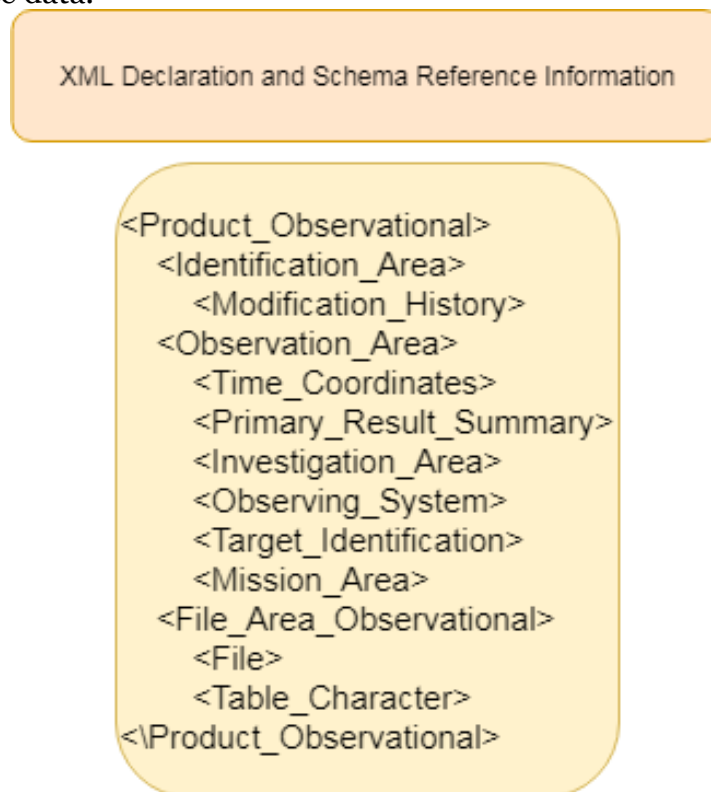 data.
XML Declaration and Schema Reference Information
<Product_Observational>
<Identification_Area>
<Modification_History>
<Observation_Area>
<Time_Coordinates>
<Primary_Result_Summary>
<Investigation_Area>
<Observing_System>
<Target_Identification>
<Mission_Area>
<File_Area_Observational>
<File>
<Table_Character>
<\Product_Observational>